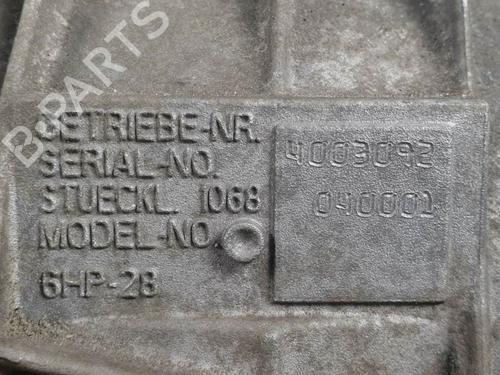 B-PARTS
GETRIEBE-NR.
SERIAL-NO. 4003092
STUECKL. 1068 040001
MODEL-NO.
6HP-28